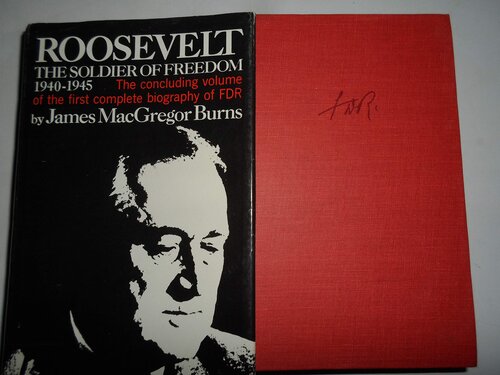 ROOSEVELT
THE SOLDIER OF FREEDOM
1940-1945 The concluding volume
of the first complete biography of FDR
by James MacGregor Burns
FDR.